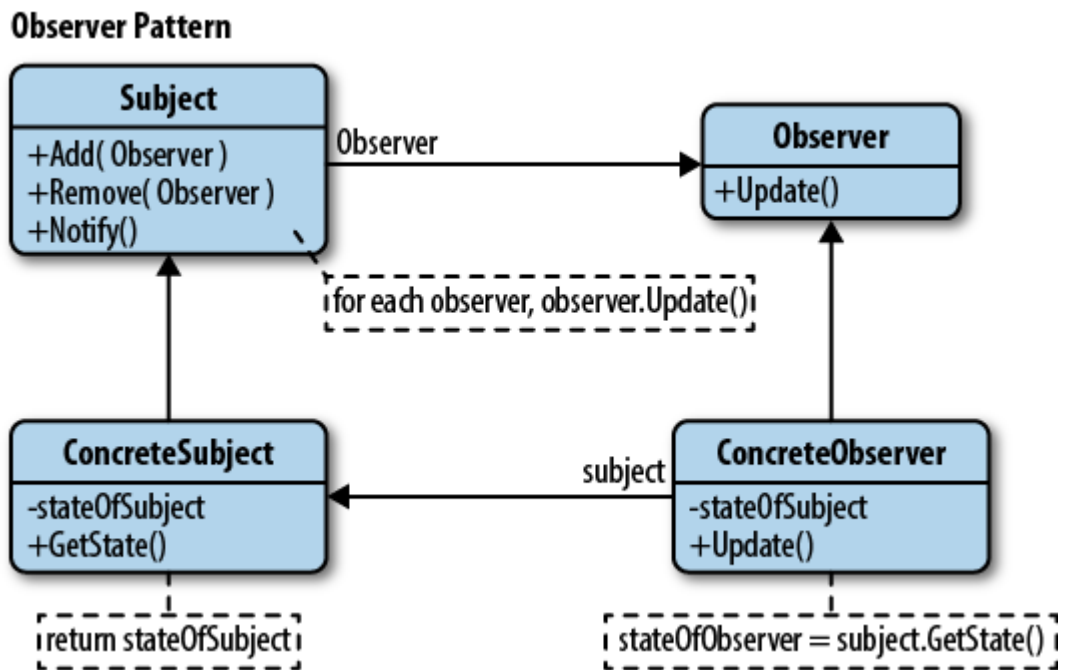 Observer Pattern
Subject
+Add( Observer )
+Remove( Observer )
+Notify()
Observer
Observer
+Update()
for each observer, observer.Update()
ConcreteSubject
-stateOfSubject
+GetState()
subject
ConcreteObserver
-stateOfSubject
+Update()
return stateOfSubject
stateOfObserver = subject.GetState()